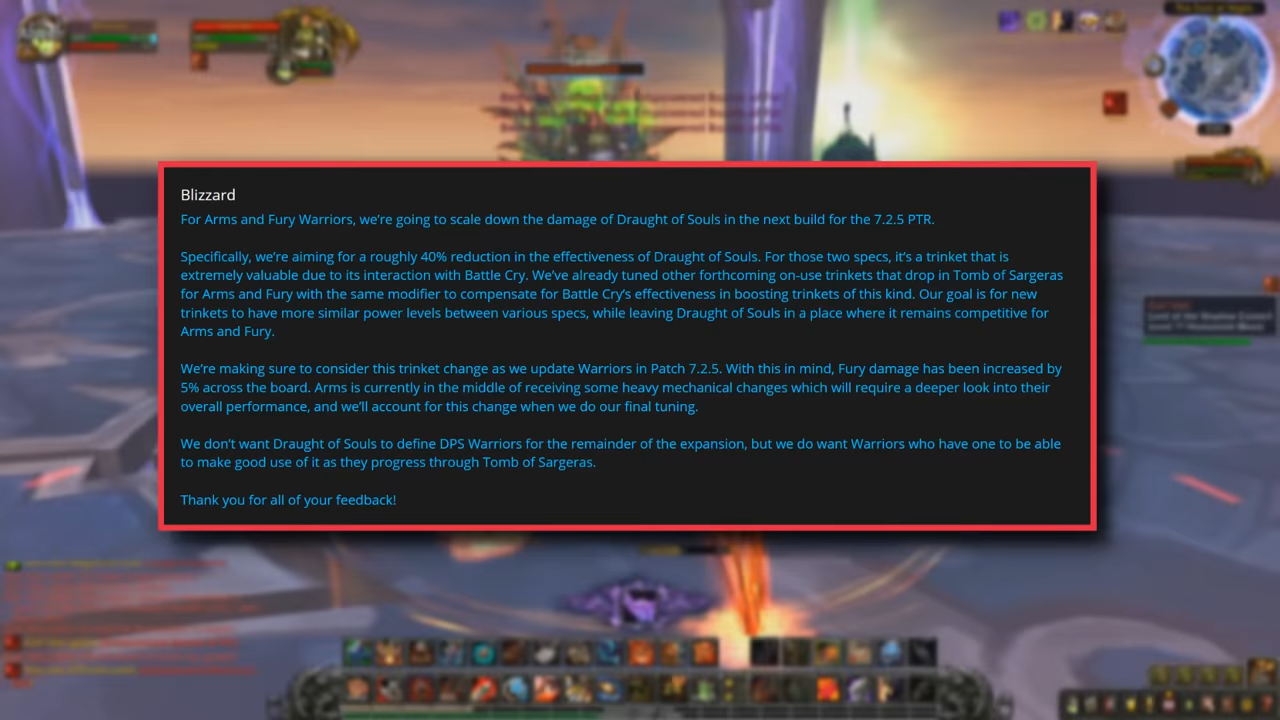 Blizzard
For Arms and Fury Warriors, we're going to scale down the damage of Draught of Souls in the next build for the 7.2.5 PTR.
Specifically, we're aiming for a roughly 40% reduction in the effectiveness of Draught of Souls. For those two specs, it's a trinket that is
extremely valuable due to its interaction with Battle Cry. We've already tuned other forthcoming on-use trinkets that drop in Tomb of Sargeras
for Arms and Fury with the same modifier to compensate for Battle Cry's effectiveness in boosting trinkets of this kind. Our goal is for new
trinkets to have more similar power levels between various specs, while leaving Draught of Souls in a place where it remains competitive for
Arms and Fury.
We're making sure to consider this trinket change as we update Warriors in Patch 7.2.5. With this in mind, Fury damage has been increased by
5% across the board. Arms is currently in the middle of receiving some heavy mechanical changes which will require a deeper look into their
overall performance, and we'll account for this change when we do our final tuning.
We don't want Draught of Souls to define DPS Warriors for the remainder of the expansion, but we do want Warriors who have one to be able
to make good use of it as they progress through Tomb of Sargeras.
Thank you for all of your feedback!